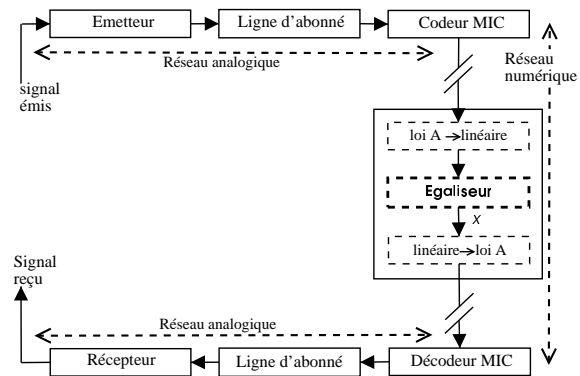 Emetteur
Ligne d'abonné
Codeur MIC
Réseau analogique
Réseau
numérique
signal
émis
loi A → linéaire
Egaliseur
x
linéaire → loi A
Signal
reçu
Réseau analogique
Récepteur
Ligne d'abonné
Décodeur MIC